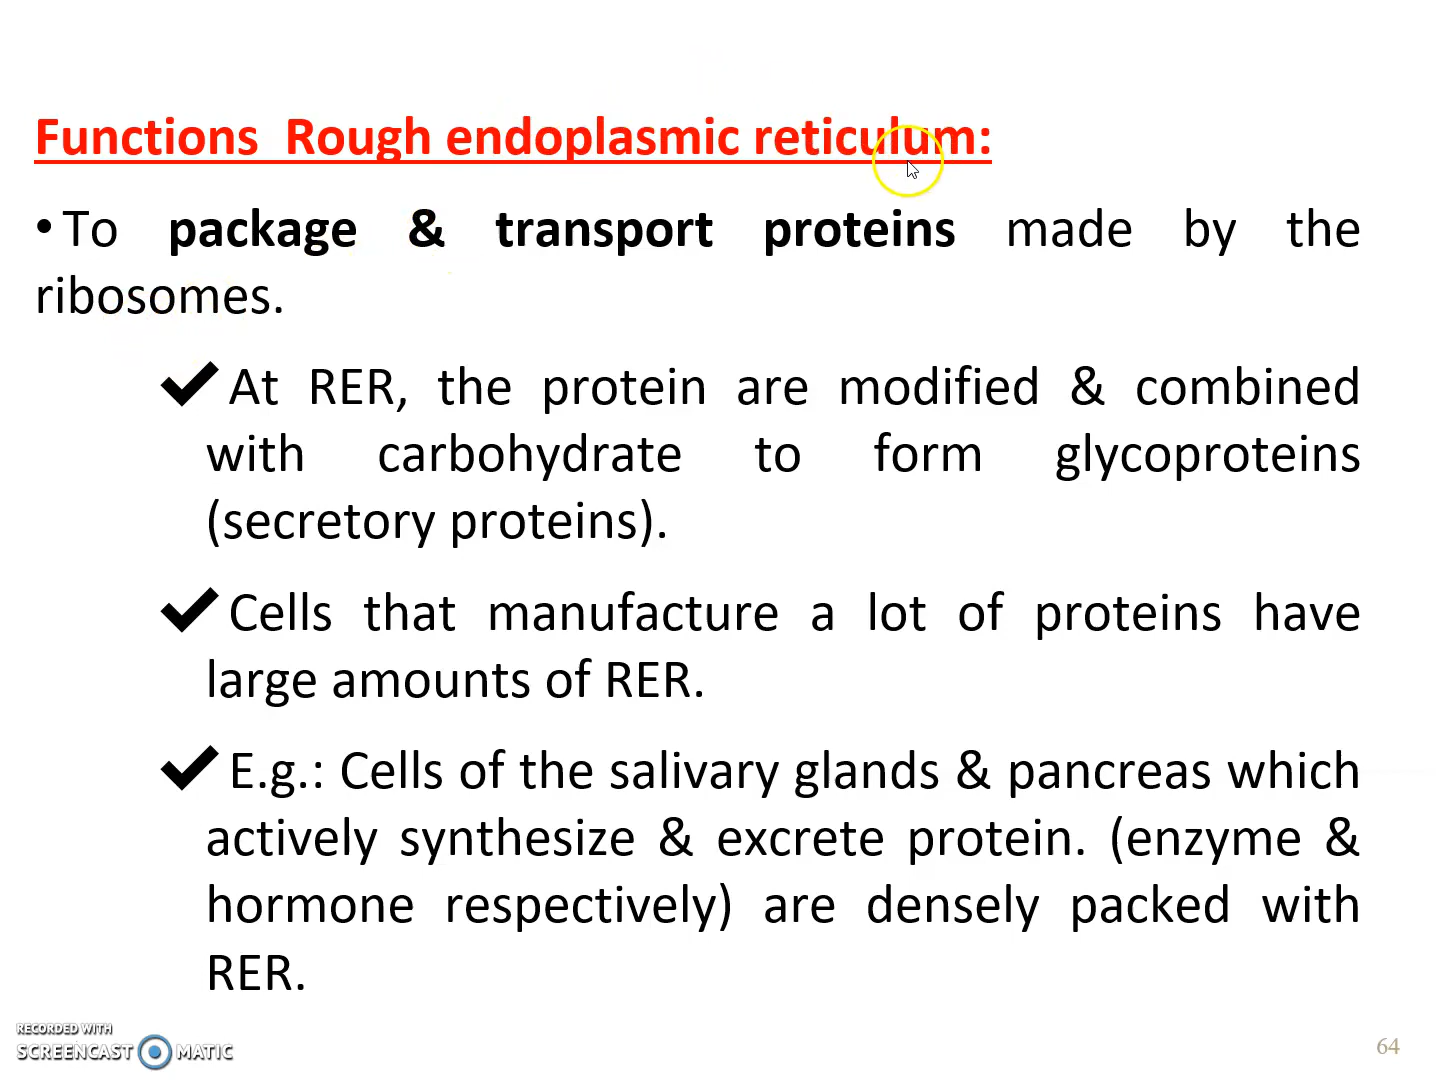 Functions Rough endoplasmic reticulum:
•To package & transport proteins made by the
ribosomes.
✔At RER, the protein are modified & combined
with carbohydrate to form glycoproteins
(secretory proteins).
✔Cells that manufacture a lot of proteins have
large amounts of RER.
✔E.g.: Cells of the salivary glands & pancreas which
actively synthesize & excrete protein. (enzyme &
hormone respectively) are densely packed with
RER.
RECORDED WITH
SCREENCAST MATIC
64